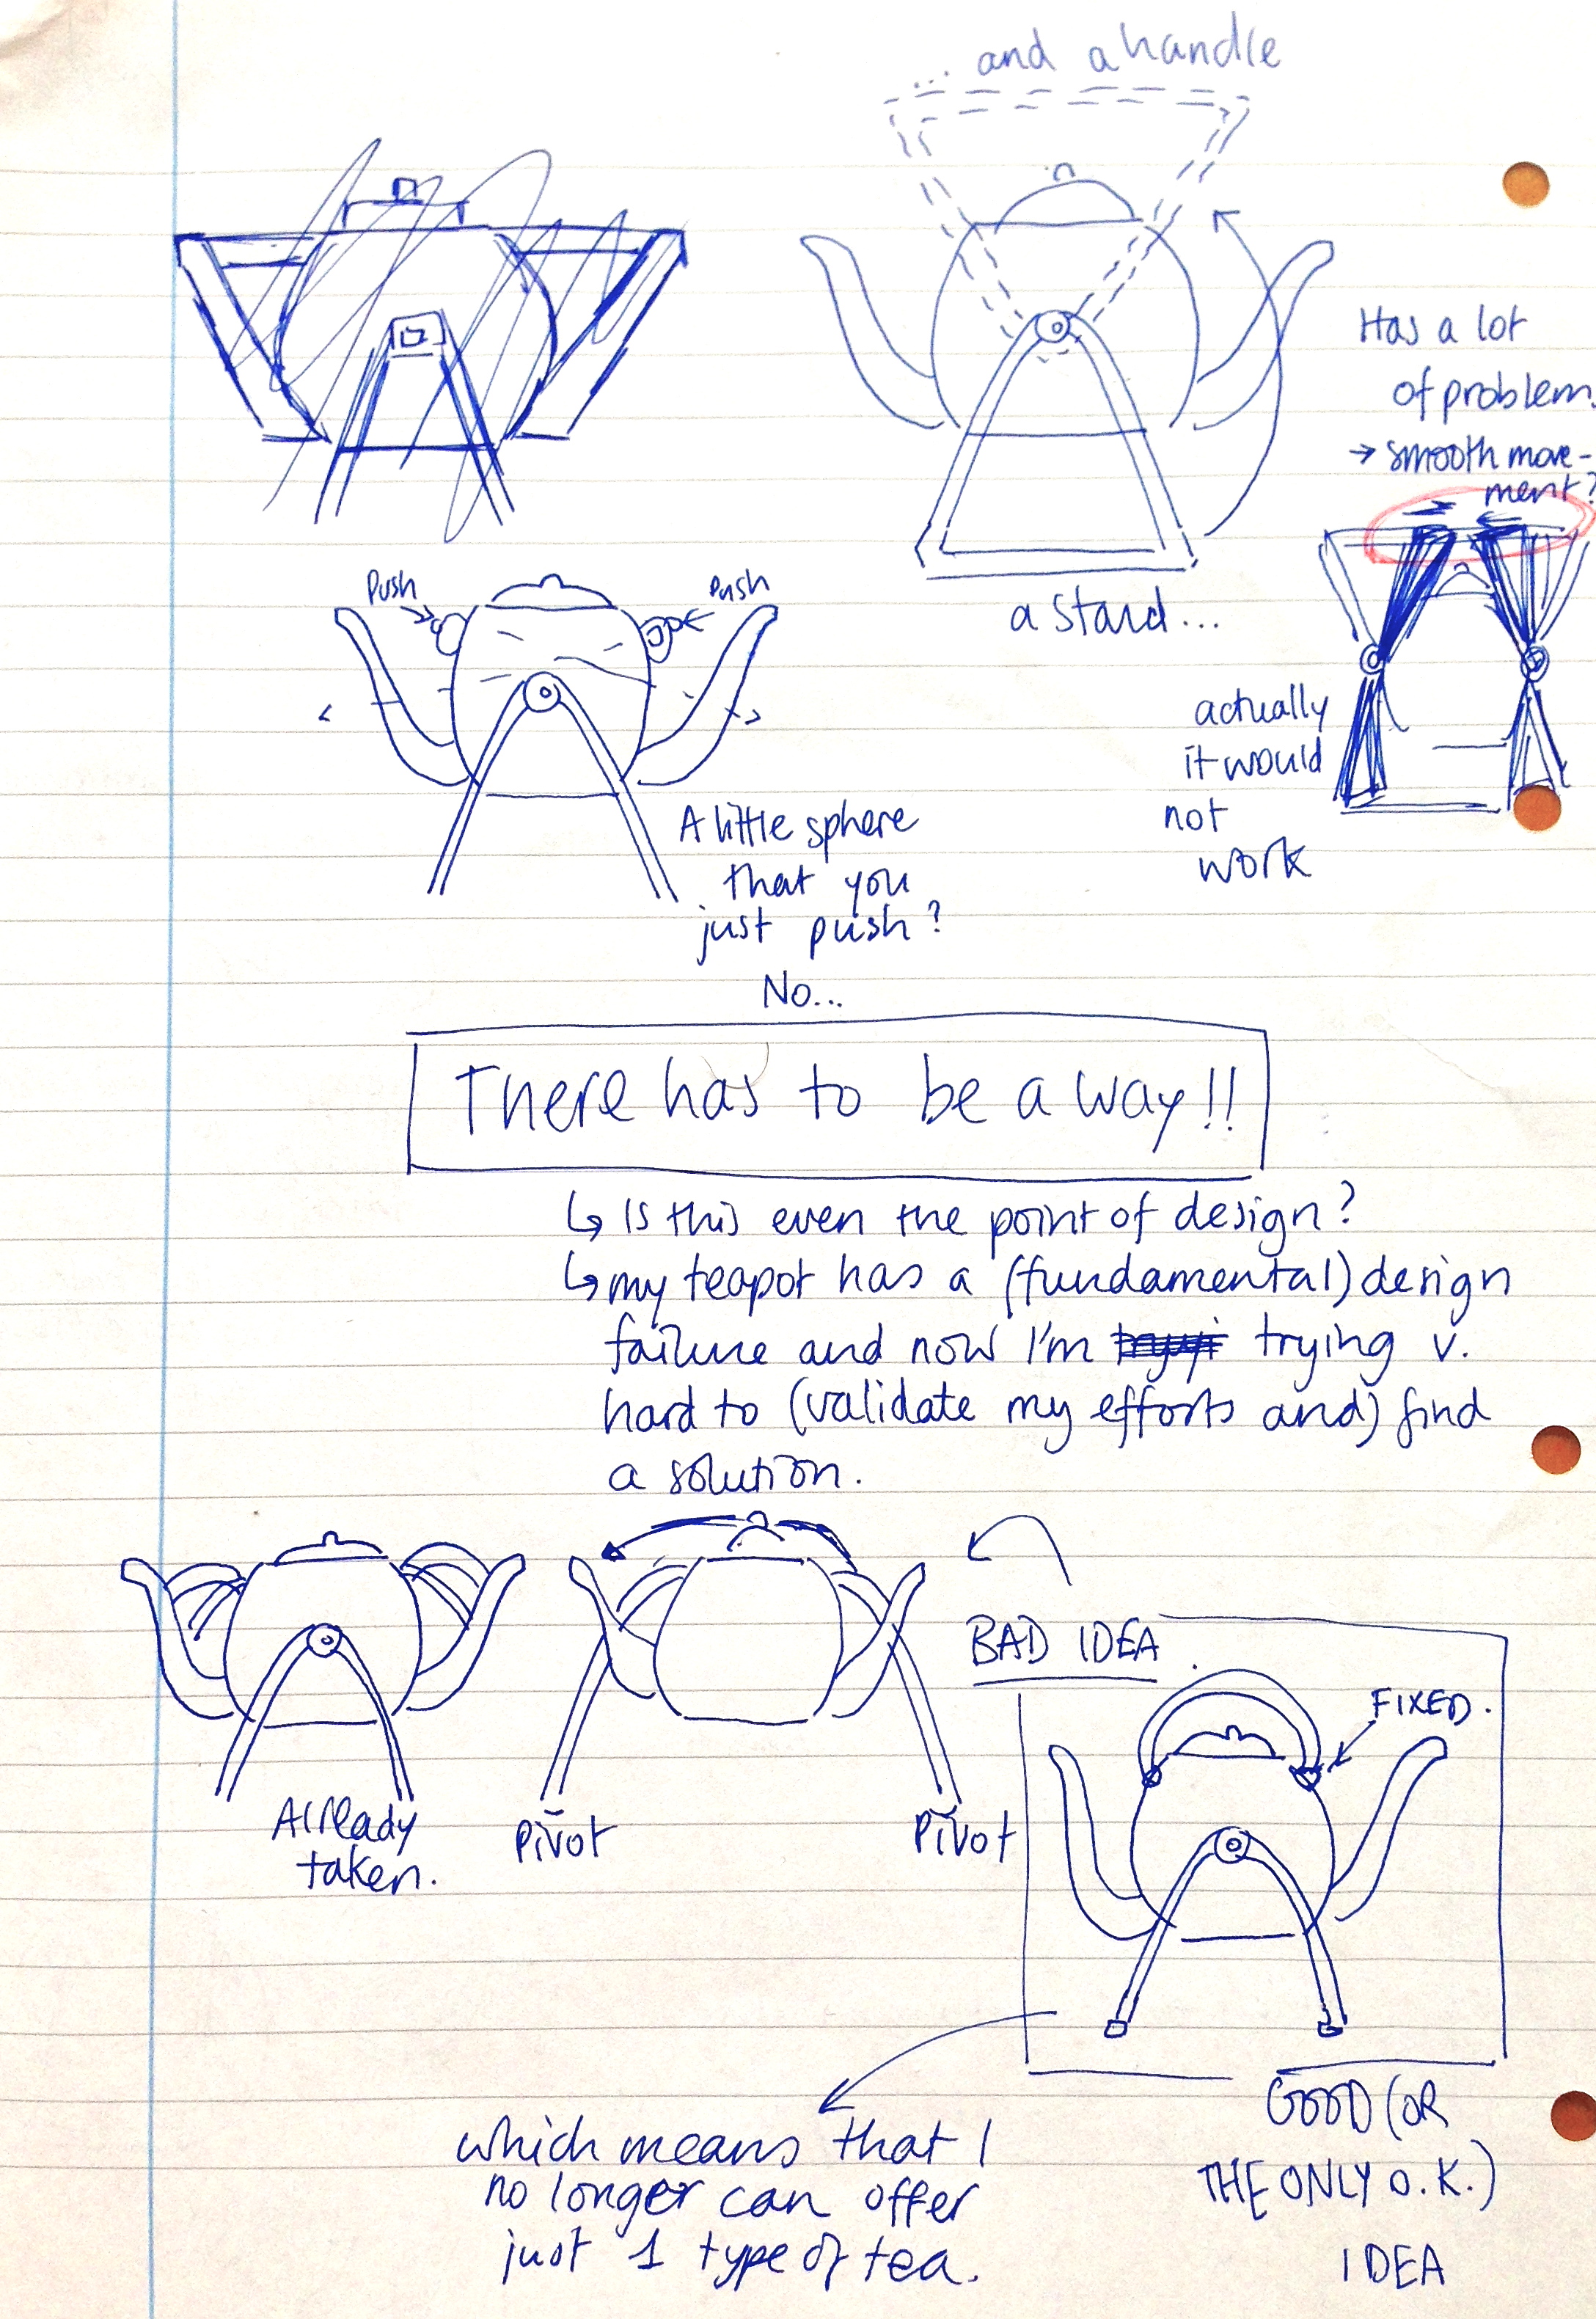 ... and a handle
Has a lot
of problem.
→ smooth move-
ment?
a stand...
Push
push
actually
it would
not
work
A little sphere
that you
just push?
No...
There has to be a way!!
↳ Is this even the point of design?
↳ my teapot has a (fundamental) design
failure and now I'm trying v.
hard to (validate my efforts and) find
a solution.
BAD IDEA
FIXED.
Already
taken.
Pivot
Pivot
GOOD (OR
THE ONLY O.K.)
IDEA
which means that I
no longer can offer
just 1 type of tea.